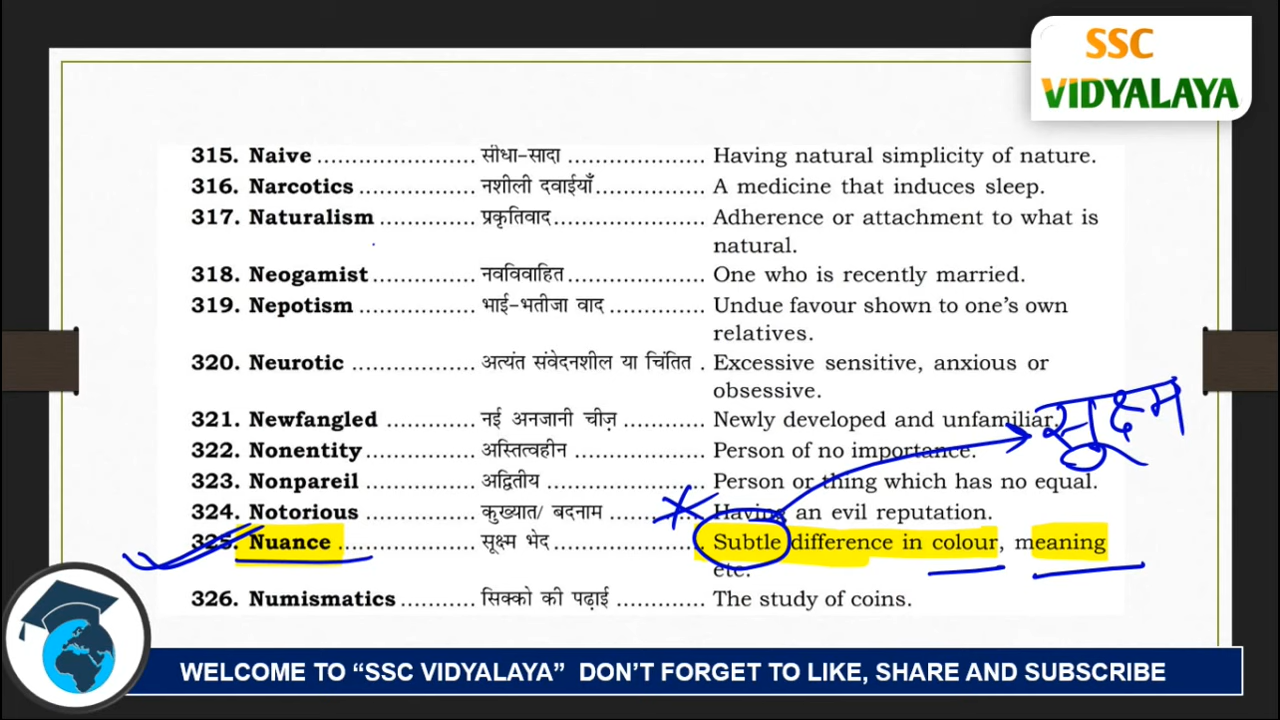 SSC
VIDYALAYA
315. Naive ........................ सीधा-सादा ..................... Having natural simplicity of nature.
316. Narcotics .................. नशीली दवाईयाँ................. A medicine that induces sleep.
317. Naturalism ............... प्रकृतिवाद....................... Adherence or attachment to what is
natural.
318. Neogamist ................ नवविवाहित ..................... One who is recently married.
319. Nepotism .................. भाई-भतीजा वाद .............. Undue favour shown to one's own
relatives.
320. Neurotic ................... अत्यंत संवेदनशील या चिंतित . Excessive sensitive, anxious or
obsessive.
321. Newfangled ............... नई अनजानी चीज़ ............. Newly developed and unfamiliar.
322. Nonentity ................. अस्तित्वहीन ..................... Person of no importance.
323. Nonpareil .................. अद्वितीय ........................ Person or thing which has no equal.
324. Notorious .................. कुख्यात/ बदनाम .............. Having an evil reputation.
325. Nuance ..................... सूक्ष्म भेद....................... Subtle difference in colour, meaning
etc.
326. Numismatics ............ सिक्को की पढ़ाई .............. The study of coins.
WELCOME TO “SSC VIDYALAYA” DON'T FORGET TO LIKE, SHARE AND SUBSCRIBE